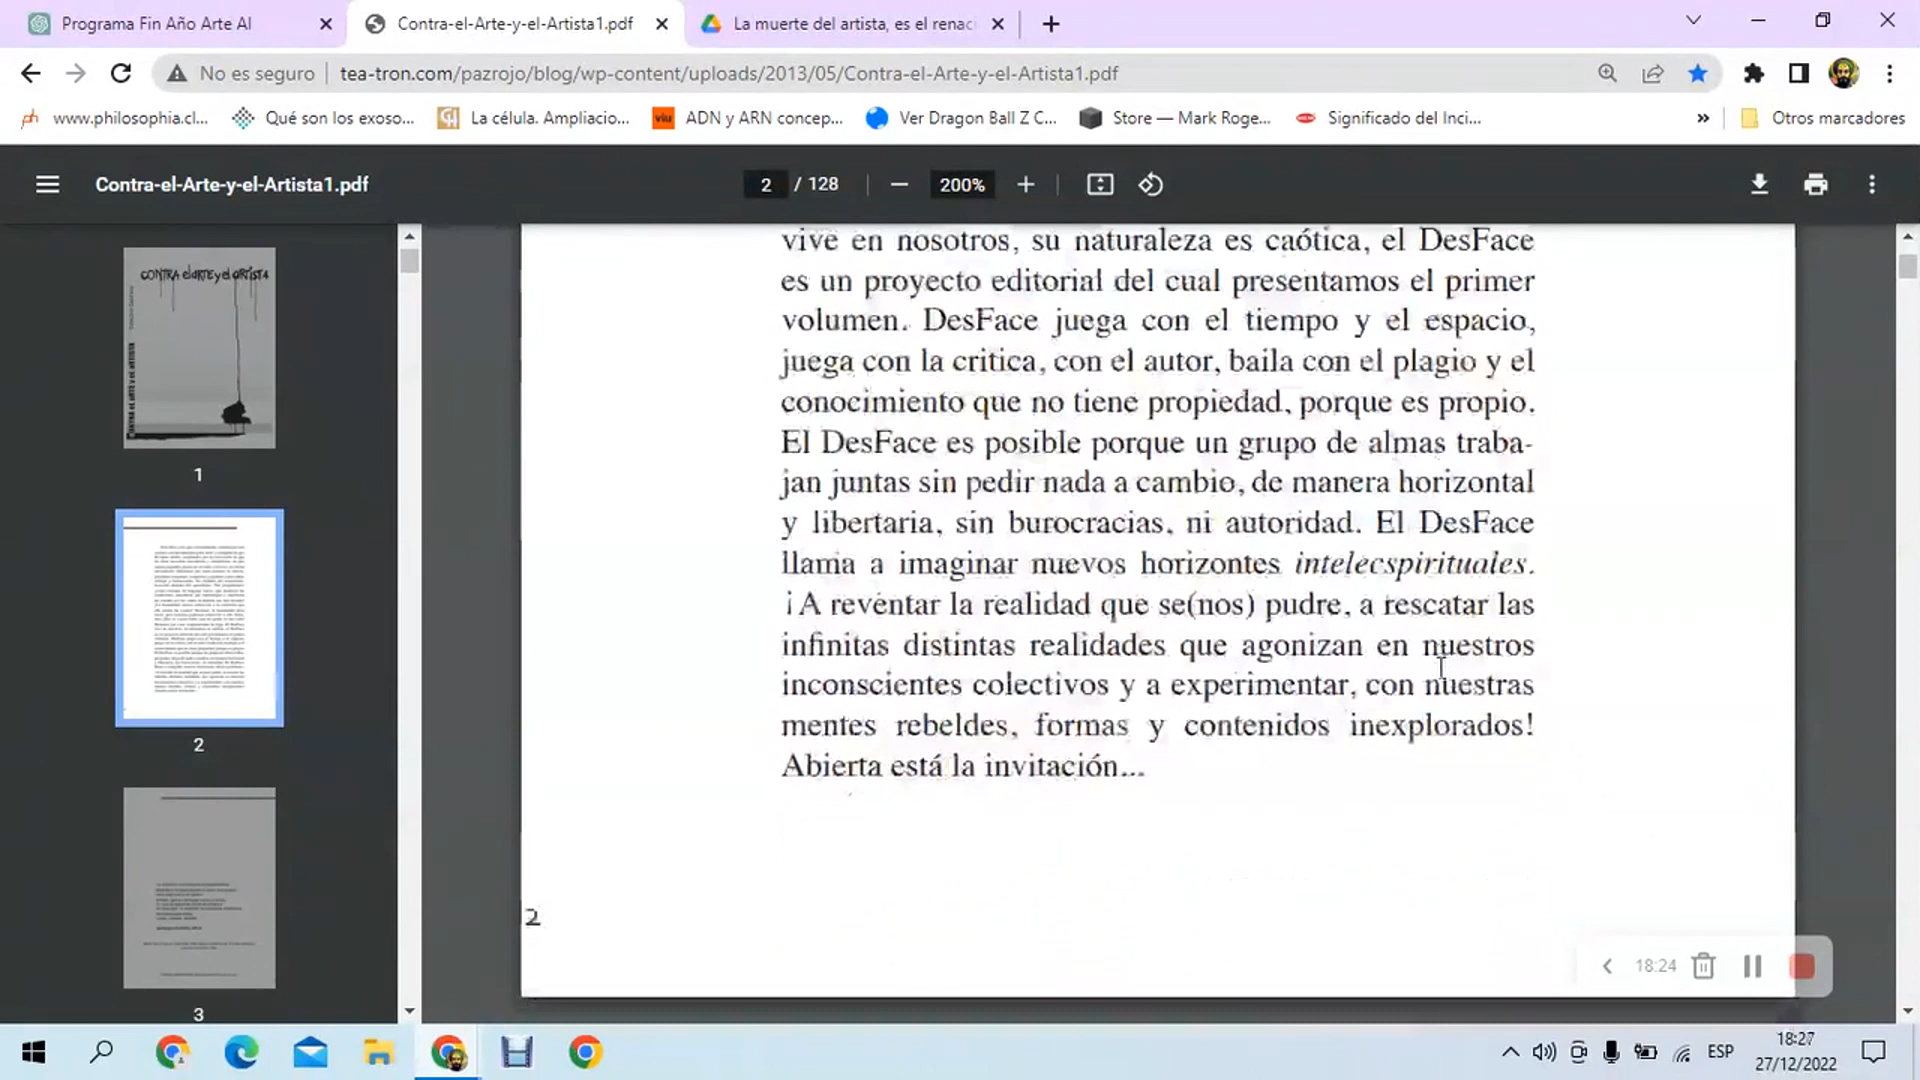 Programa Fin Año Arte AI
Contra-el-Arte-y-el-Artista1.pdf
La muerte del artista, es el renac
No es seguro
tea-tron.com/pazrojo/blog/wp-content/uploads/2013/05/Contra-el-Arte-y-el-Artista1.pdf
www.philosophia.cl...
Qué son los exoso...
La célula. Ampliacio...
viu
ADN y ARN concep...
Ver Dragon Ball Z C...
Store — Mark Roge...
Significado del Inci...
»
Otros marcadores
Contra-el-Arte-y-el-Artista1.pdf
2 / 128
200%
CONTRA el ARTE y el ARTISTA
1
2
3
vive en nosotros, su naturaleza es caótica, el DesFace
es un proyecto editorial del cual presentamos el primer
volumen. DesFace juega con el tiempo y el espacio,
juega con la critica, con el autor, baila con el plagio y el
conocimiento que no tiene propiedad, porque es propio.
El DesFace es posible porque un grupo de almas traba-
jan juntas sin pedir nada a cambio, de manera horizontal
y libertaria, sin burocracias, ni autoridad. El DesFace
llama a imaginar nuevos horizontes intelecspirituales.
¡A reventar la realidad que se(nos) pudre, a rescatar las
infinitas distintas realidades que agonizan en nuestros
inconscientes colectivos y a experimentar, con nuestras
mentes rebeldes, formas y contenidos inexplorados!
Abierta está la invitación...
2
18:24
ESP
18:27
27/12/2022